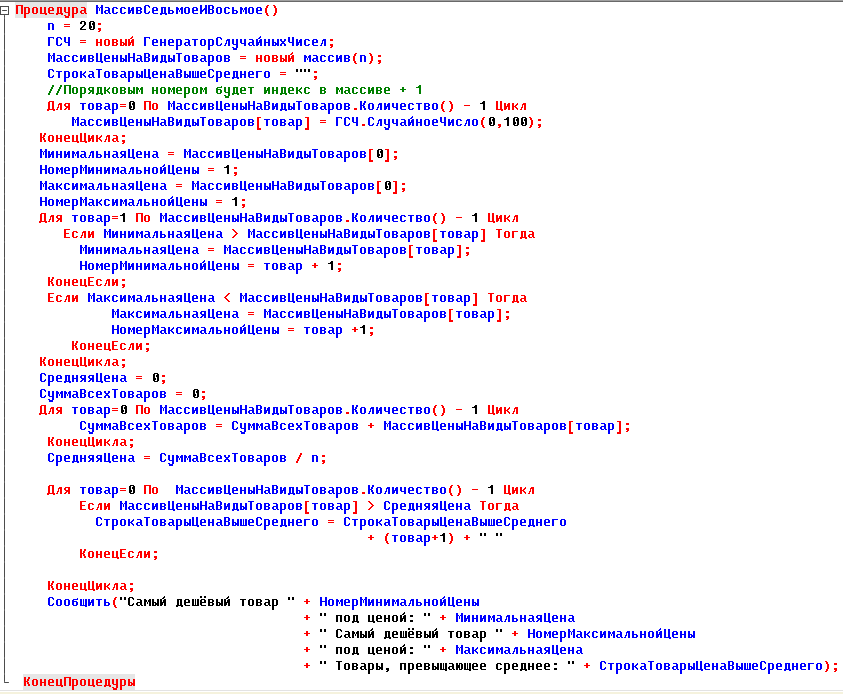 Процедура МассивСедьмоеИВосьмое()
n = 20;
ГСЧ = новый ГенераторСлучайныхЧисел;
МассивЦеныНаВидыТоваров = новый массив(n);
СтрокаТоварыЦенаВышеСреднего = "";
//Порядковым номером будет индекс в массиве + 1
Для товар=0 По МассивЦеныНаВидыТоваров.Количество() - 1 Цикл
МассивЦеныНаВидыТоваров[товар] = ГСЧ.СлучайноеЧисло(0,100);
КонецЦикла;
МинимальнаяЦена = МассивЦеныНаВидыТоваров[0];
НомерМинимальнойЦены = 1;
МаксимальнаяЦена = МассивЦеныНаВидыТоваров[0];
НомерМаксимальнойЦены = 1;
Для товар=1 По МассивЦеныНаВидыТоваров.Количество() - 1 Цикл
Если МинимальнаяЦена > МассивЦеныНаВидыТоваров[товар] Тогда
МинимальнаяЦена = МассивЦеныНаВидыТоваров[товар];
НомерМинимальнойЦены = товар + 1;
КонецЕсли;
Если МаксимальнаяЦена < МассивЦеныНаВидыТоваров[товар] Тогда
МаксимальнаяЦена = МассивЦеныНаВидыТоваров[товар];
НомерМаксимальнойЦены = товар +1;
КонецЕсли;
КонецЦикла;
СредняяЦена = 0;
СуммаВсехТоваров = 0;
Для товар=0 По МассивЦеныНаВидыТоваров.Количество() - 1 Цикл
СуммаВсехТоваров = СуммаВсехТоваров + МассивЦеныНаВидыТоваров[товар];
КонецЦикла;
СредняяЦена = СуммаВсехТоваров / n;
Для товар=0 По  МассивЦеныНаВидыТоваров.Количество() - 1 Цикл
Если МассивЦеныНаВидыТоваров[товар] > СредняяЦена Тогда
СтрокаТоварыЦенаВышеСреднего = СтрокаТоварыЦенаВышеСреднего
+ (товар+1) + " "
КонецЕсли;
КонецЦикла;
Сообщить("Самый дешёвый товар " + НомерМинимальнойЦены
+ " под ценой: " + МинимальнаяЦена
+ " Самый дешёвый товар " + НомерМаксимальнойЦены
+ " под ценой: " + МаксимальнаяЦена
+ " Товары, превышающее среднее: " + СтрокаТоварыЦенаВышеСреднего);
КонецПроцедуры